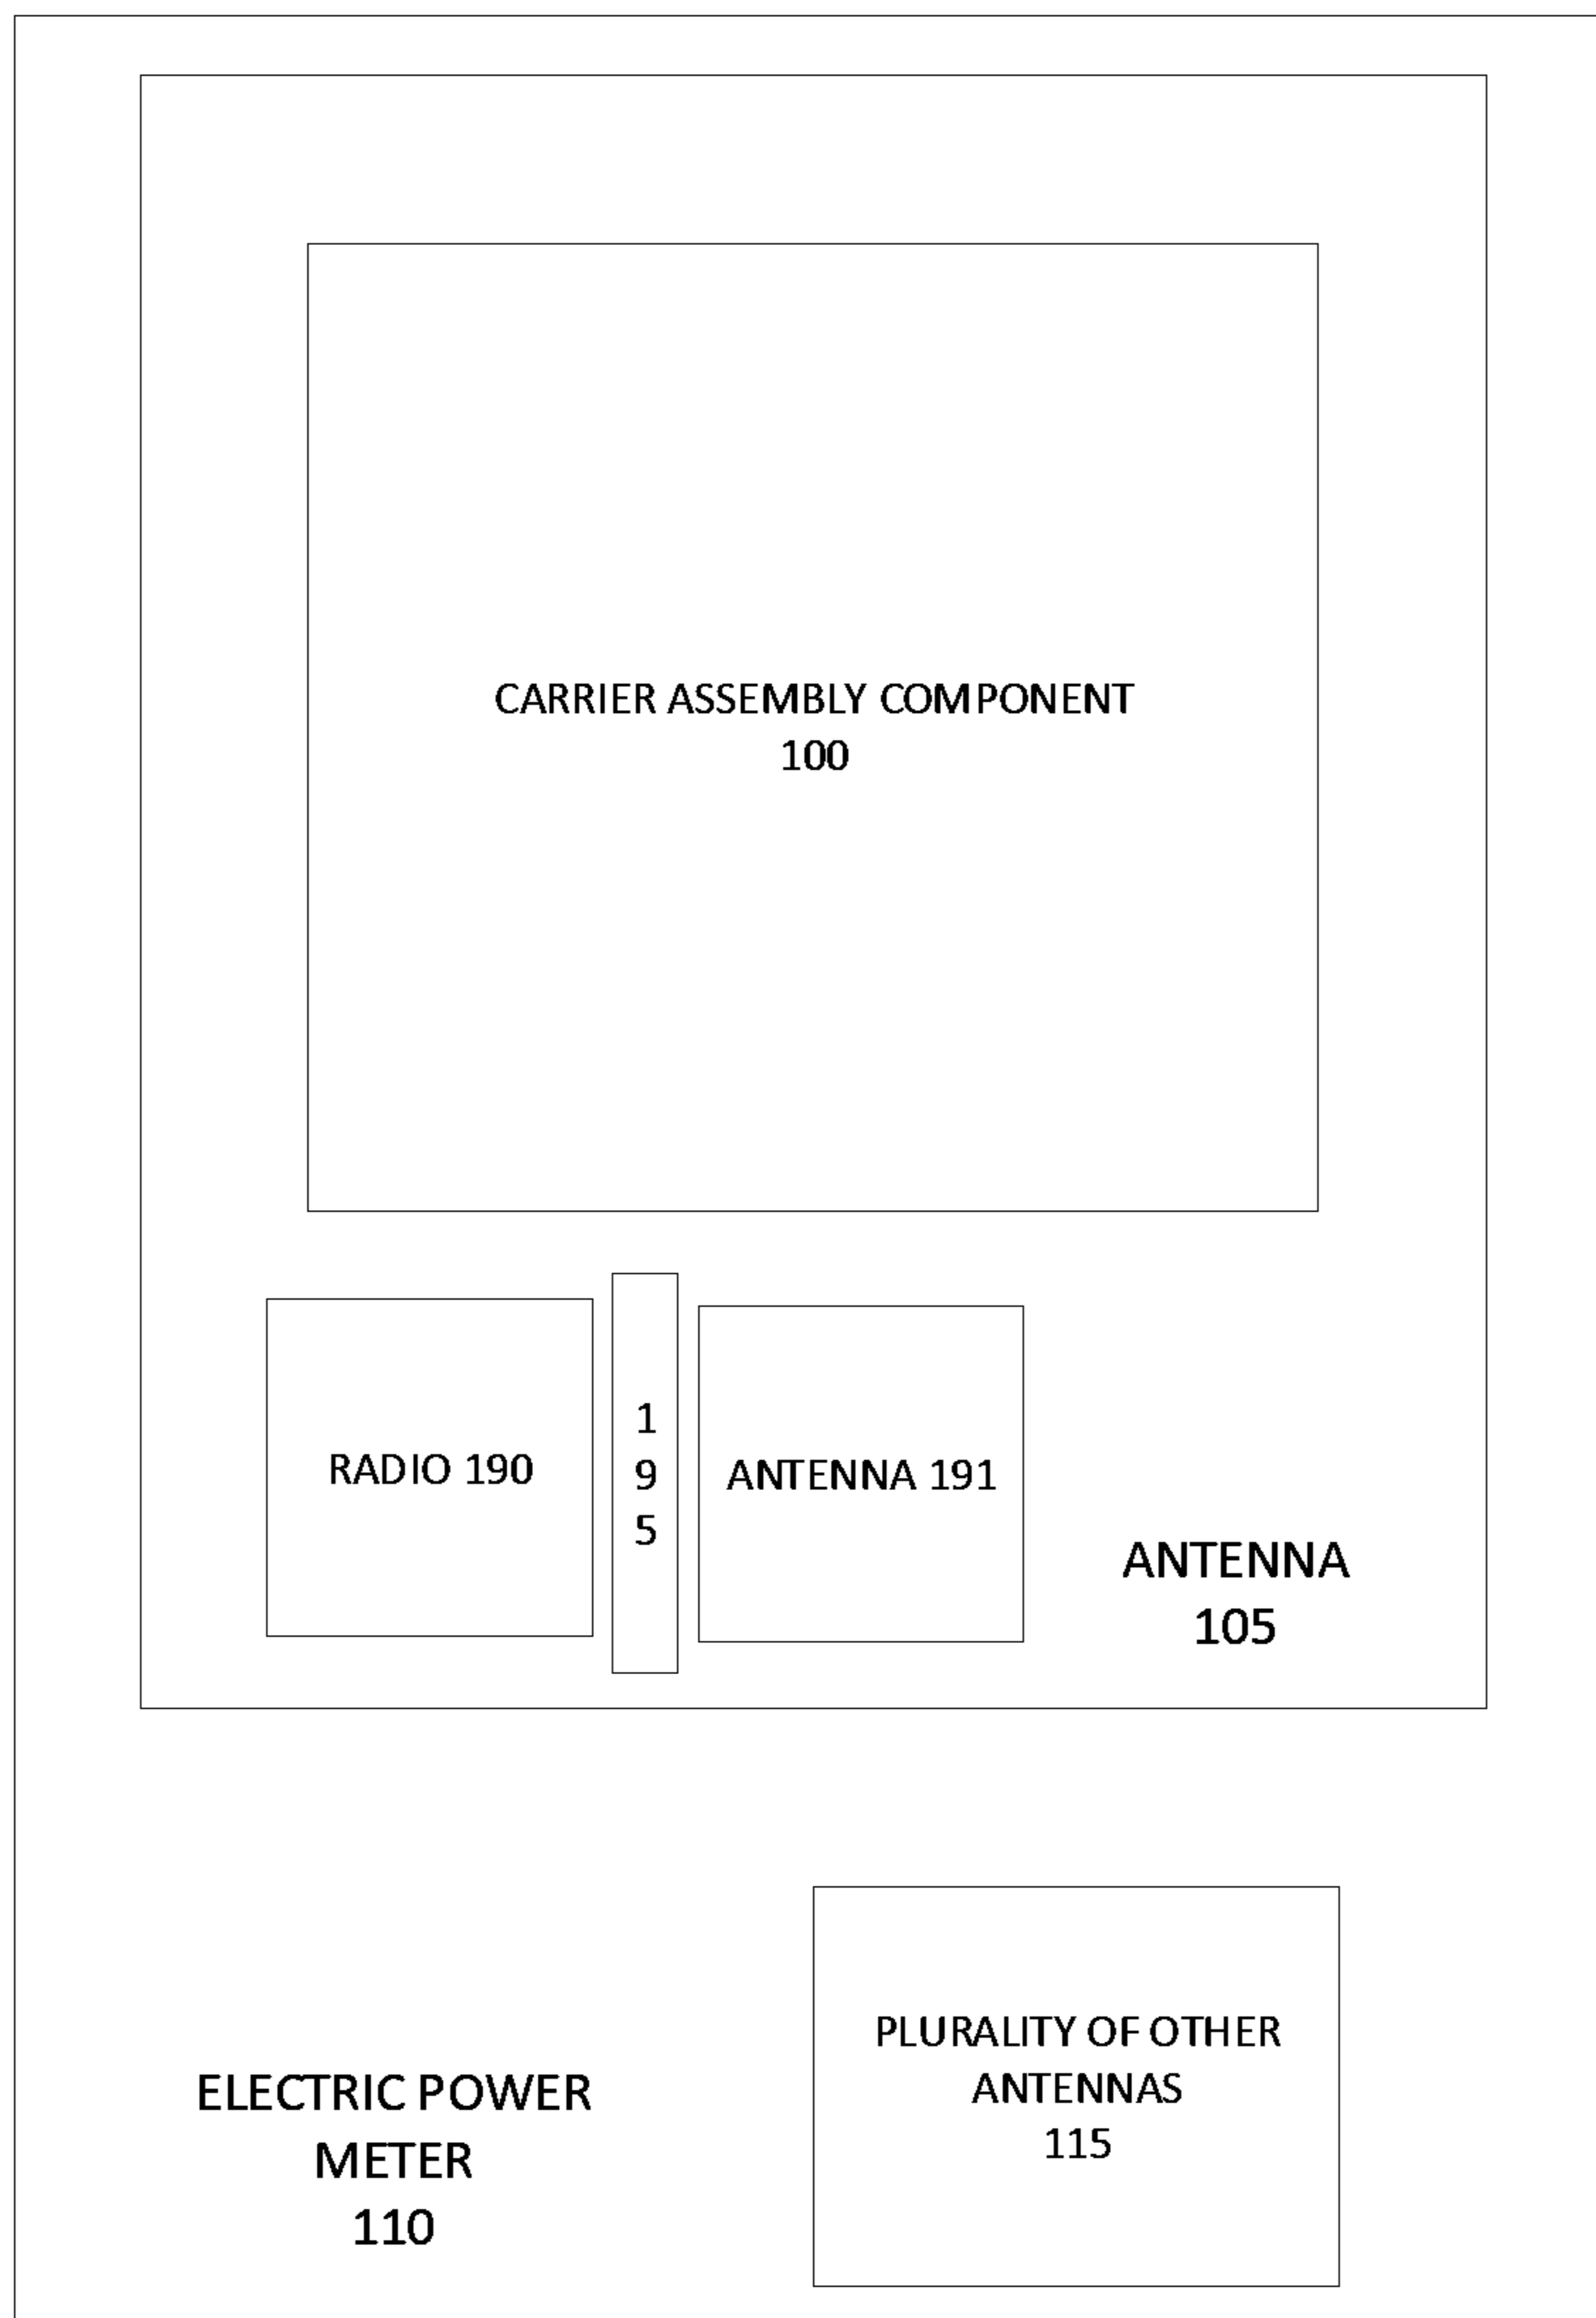 CARRIER ASSEMBLY COMPONENT
100
RADIO 190
1
9
5
ANTENNA 191
ANTENNA
105
PLURALITY OF OTHER
ANTENNAS
115
ELECTRIC POWER
METER
110